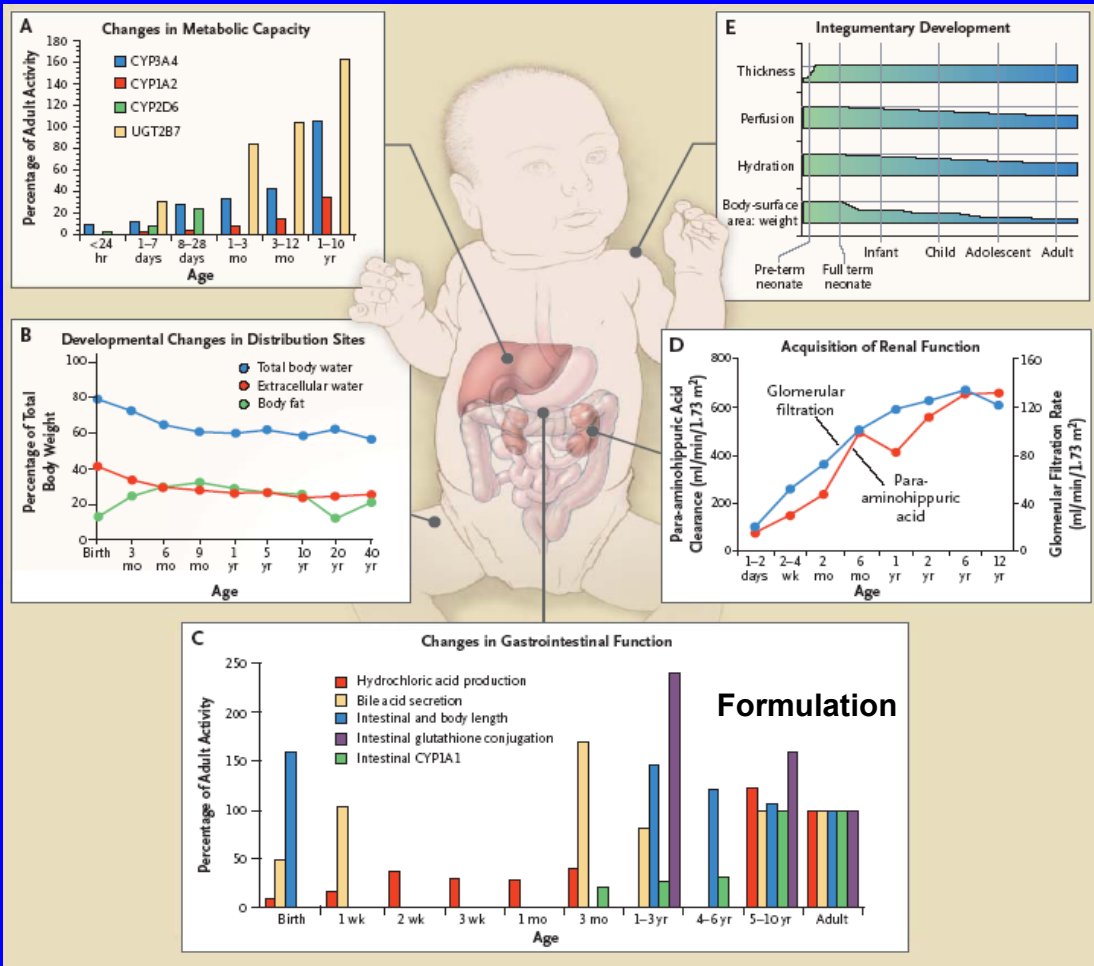 A
Changes in Metabolic Capacity
Percentage of Adult Activity
180
160
140
120
100
80
60
40
20
0
CYP3A4
CYP1A2
CYP2D6
UGT2B7
<24 hr
1–7 days
8–28 days
1–3 mo
3–12 mo
1–10 yr
Age
E
Integumentary Development
Thickness
Perfusion
Hydration
Body-surface
area: weight
Infant
Child
Adolescent
Adult
Pre-term
neonate
Full term
neonate
B
Developmental Changes in Distribution Sites
Percentage of Total
Body Weight
100
80
60
40
20
0
Total body water
Extracellular water
Body fat
Birth
3 mo
6 mo
9 mo
1 yr
5 yr
10 yr
20 yr
40 yr
Age
D
Acquisition of Renal Function
Para-aminohippuric Acid
Clearance (ml/min/1.73 m²)
800
600
400
200
0
Glomerular
filtration
Para-
aminohippuric
acid
160
120
80
40
0
Glomerular Filtration Rate
(ml/min/1.73 m²)
1–2 days
2–4 wk
2 mo
6 mo
1 yr
2 yr
6 yr
12 yr
Age
C
Changes in Gastrointestinal Function
Percentage of Adult Activity
250
200
150
100
50
0
Hydrochloric acid production
Bile acid secretion
Intestinal and body length
Intestinal glutathione conjugation
Intestinal CYP1A1
Formulation
Birth
1 wk
2 wk
3 wk
1 mo
3 mo
1–3 yr
4–6 yr
5–10 yr
Adult
Age